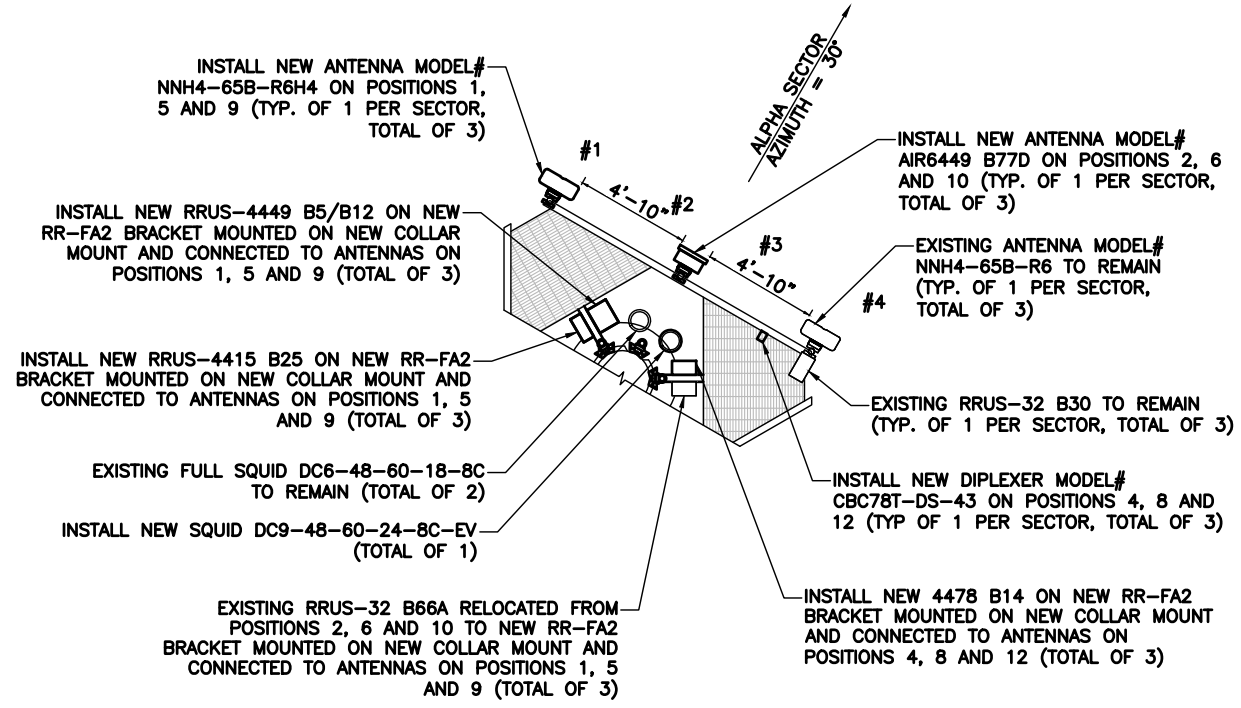 INSTALL NEW ANTENNA MODEL#
NNH4-65B-R6H4 ON POSITIONS 1,
5 AND 9 (TYP. OF 1 PER SECTOR,
TOTAL OF 3)
INSTALL NEW RRUS-4449 B5/B12 ON NEW
RR-FA2 BRACKET MOUNTED ON NEW COLLAR
MOUNT AND CONNECTED TO ANTENNAS ON
POSITIONS 1, 5 AND 9 (TOTAL OF 3)
INSTALL NEW RRUS-4415 B25 ON NEW RR-FA2
BRACKET MOUNTED ON NEW COLLAR MOUNT AND
CONNECTED TO ANTENNAS ON POSITIONS 1, 5
AND 9 (TOTAL OF 3)
EXISTING FULL SQUID DC6-48-60-18-8C
TO REMAIN (TOTAL OF 2)
INSTALL NEW SQUID DC9-48-60-24-8C-EV
(TOTAL OF 1)
EXISTING RRUS-32 B66A RELOCATED FROM
POSITIONS 2, 6 AND 10 TO NEW RR-FA2
BRACKET MOUNTED ON NEW COLLAR MOUNT AND
CONNECTED TO ANTENNAS ON POSITIONS 1, 5
AND 9 (TOTAL OF 3)
#1
4'-10"
#2
#3
4'-10"
#4
ALPHA SECTOR
AZIMUTH = 30°
INSTALL NEW ANTENNA MODEL#
AIR6449 B77D ON POSITIONS 2, 6
AND 10 (TYP. OF 1 PER SECTOR,
TOTAL OF 3)
EXISTING ANTENNA MODEL#
NNH4-65B-R6 TO REMAIN
(TYP. OF 1 PER SECTOR,
TOTAL OF 3)
EXISTING RRUS-32 B30 TO REMAIN
(TYP. OF 1 PER SECTOR, TOTAL OF 3)
INSTALL NEW DIPLEXER MODEL#
CBC78T-DS-43 ON POSITIONS 4, 8 AND
12 (TYP OF 1 PER SECTOR, TOTAL OF 3)
INSTALL NEW 4478 B14 ON NEW RR-FA2
BRACKET MOUNTED ON NEW COLLAR MOUNT
AND CONNECTED TO ANTENNAS ON
POSITIONS 4, 8 AND 12 (TOTAL OF 3)